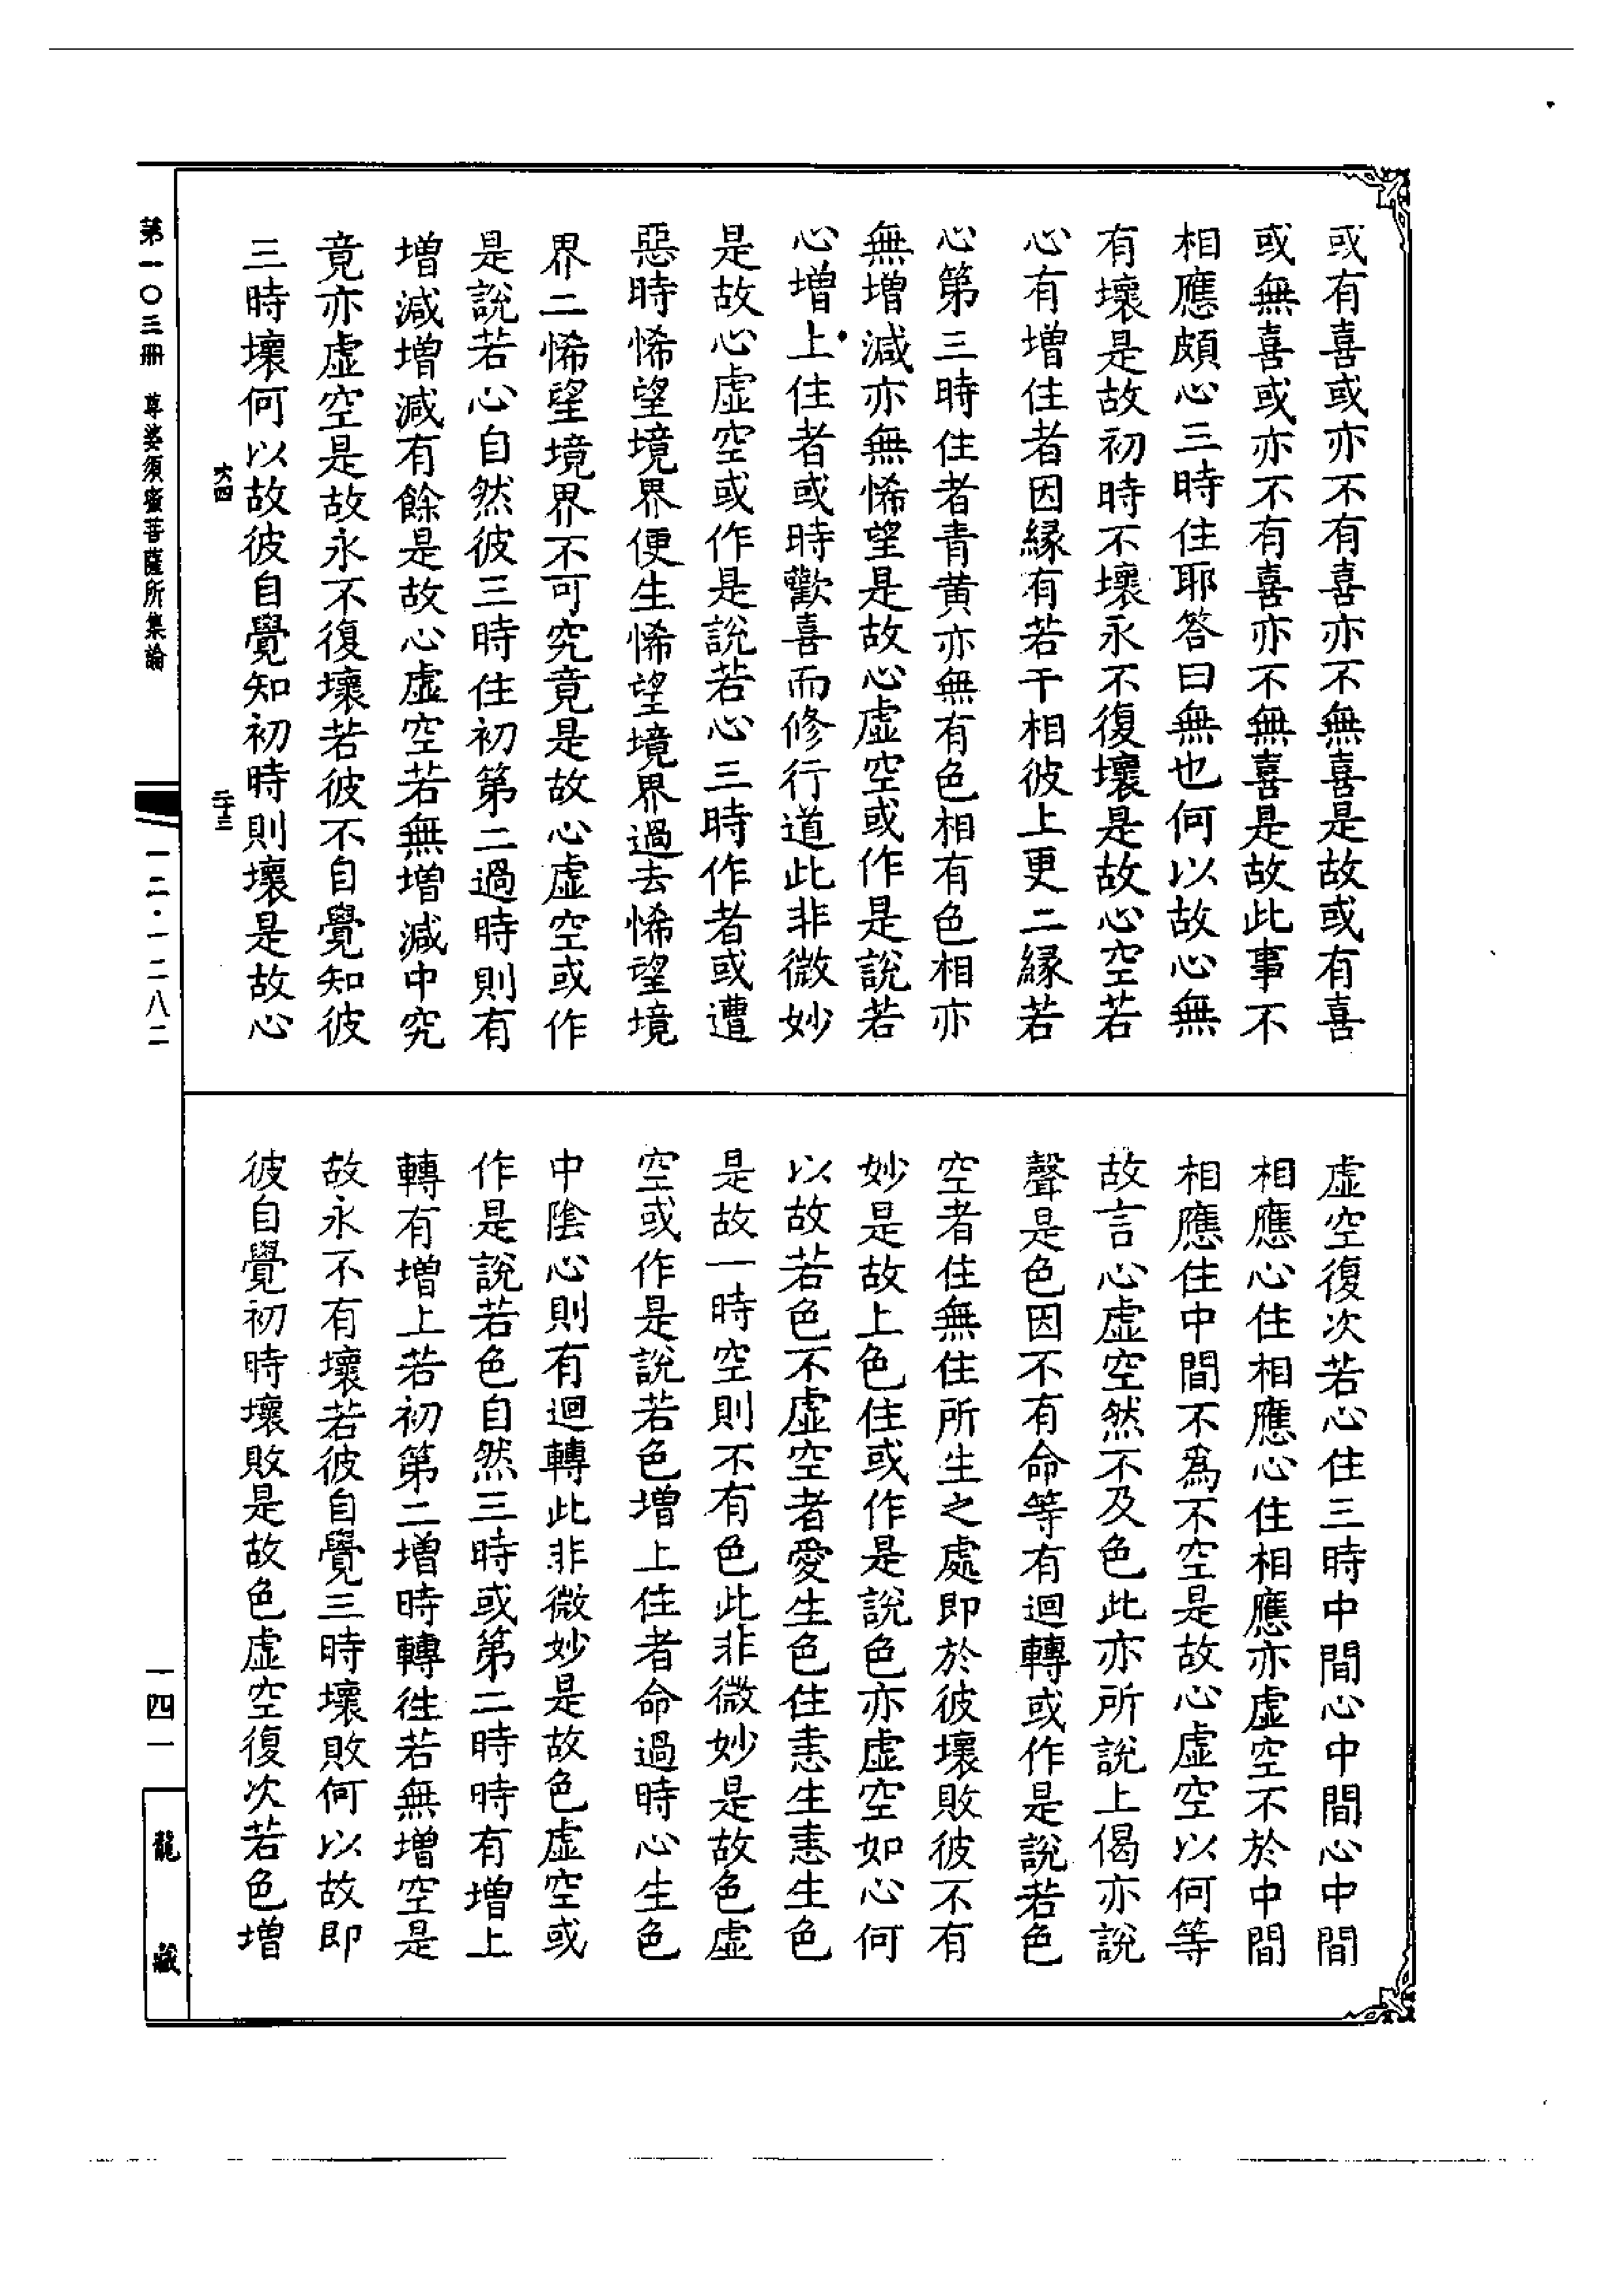 或有喜或亦不有喜亦不無喜是故或有喜
或無喜或亦不有喜亦不無喜是故此事不
相應頗心三時住耶答曰無也何以故心無
有壞是故初時不壞永不復壞是故心空若
心有增住者因緣有若干相彼上更二緣若
心第三時住者青黃亦無有色相有色相亦
無增減亦無悕望是故心虛空或作是說若
心增上住者或時歡喜而修行道此非微妙
是故心虛空或作是說若心三時作者或遭
惡時悕望境界便生悕望境界過去悕望境
界二悕望境界不可究竟是故心虛空或作
是說若心自然彼三時住初第二過時則有
增減增減有餘是故心虛空若無增減中究
竟亦虛空是故永不復壞若彼不自覺知彼
三時壞何以故彼自覺知初時則壞是故心
虛空復次若心住三時中間心中間心中間
相應心住相應心住相應亦虛空不於中間
相應住中間不為不空是故心虛空以何等
故言心虛空然不及色此亦所說上偈亦說
聲是色因不有命等有迴轉或作是說若色
空者住無住所生之處即於彼壞敗彼不有
妙是故上色住或作是說色亦虛空如心何
以故若色不虛空者愛生色住恚生恚生色
是故一時空則不有色此非微妙是故色虛
空或作是說若色增上住者命過時心生色
中陰心則有迴轉此非微妙是故色虛空或
作是說若色自然三時或第二時時有增上
轉有增上若初第二增時轉往若無增空是
故永不有壞若彼自覺三時壞敗何以故即
彼自覺初時壞敗是故色虛空復次若色增
六四
二十三
第一〇三冊 尊婆須蜜菩薩所集論
一二·一二八二
一四一
龍藏